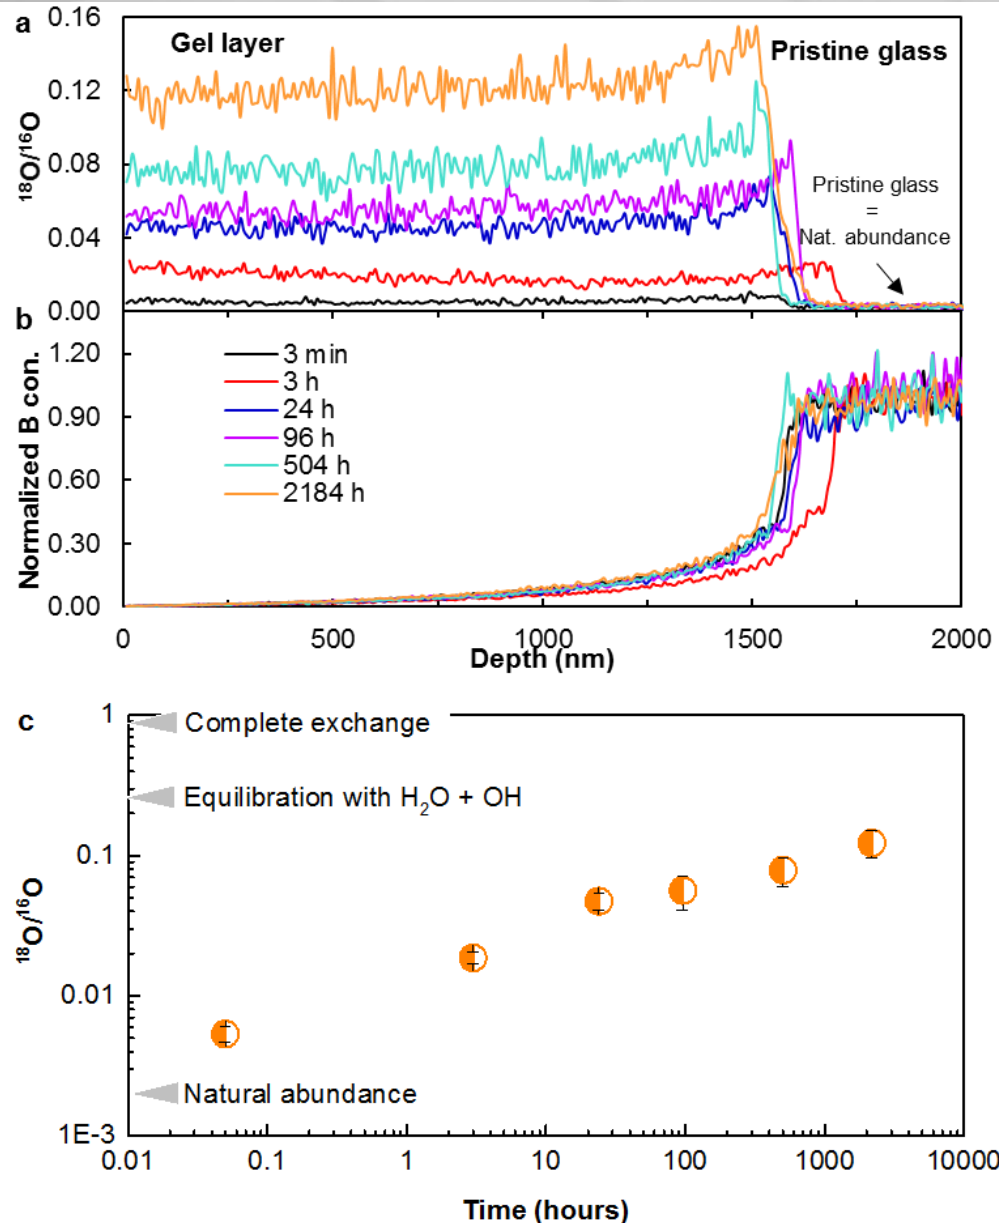 a
0.16
0.12
0.08
0.04
0.00
¹⁸O/¹⁶O
Gel layer
Pristine glass
Pristine glass
=
Nat. abundance
b
1.20
0.90
0.60
0.30
0.00
Normalized B con.
3 min
3 h
24 h
96 h
504 h
2184 h
0 500 1000 1500 2000
Depth (nm)
c
1
0.1
0.01
1E-3
¹⁸O/¹⁶O
Complete exchange
Equilibration with H₂O + OH
Natural abundance
0.01 0.1 1 10 100 1000 10000
Time (hours)